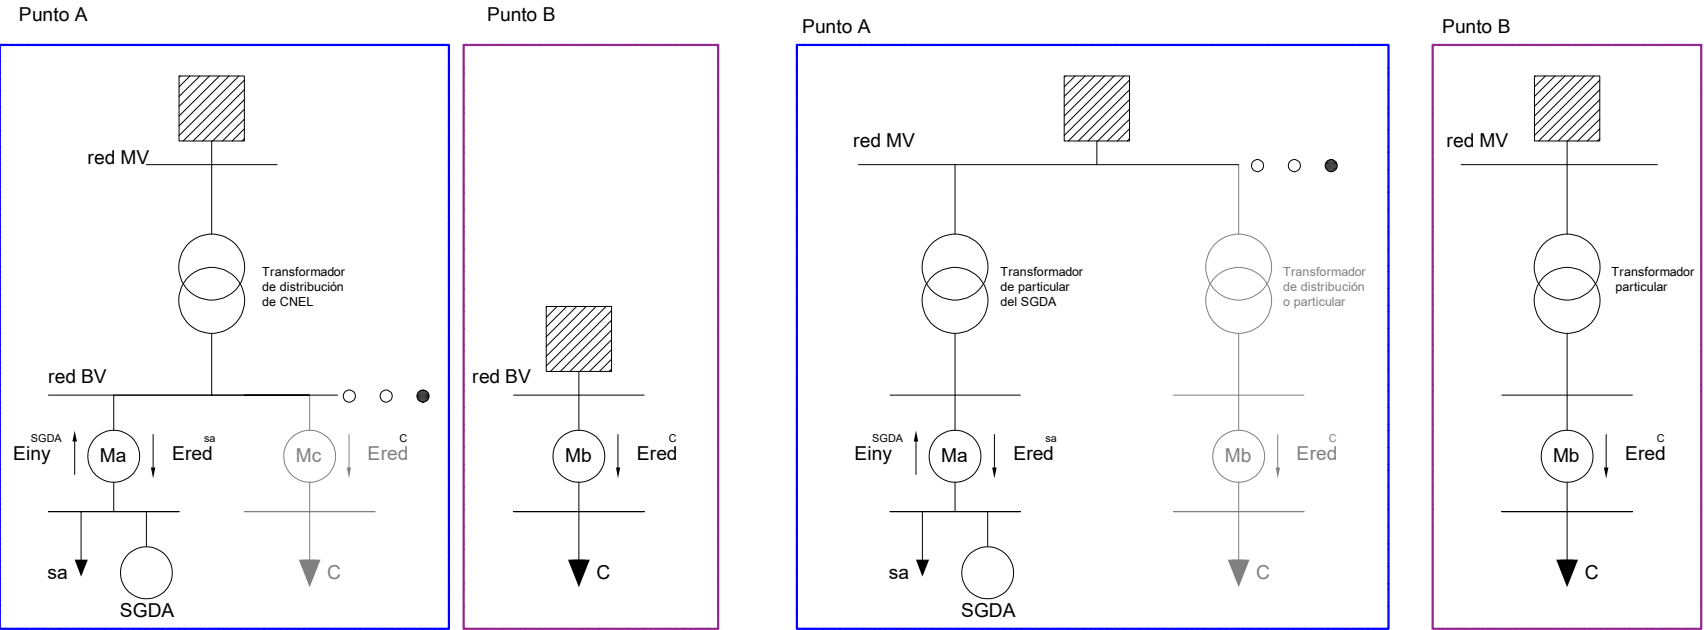 Punto A
red MV
Transformador
de distribución
de CNEL
red BV
SGDA
Einy
Ma
sa
Ered
Mc
C
Ered
sa
SGDA
C
Punto B
red BV
Mb
C
Ered
C
Punto A
red MV
Transformador
de particular
del SGDA
Transformador
de distribución
o particular
SGDA
Einy
Ma
sa
Ered
Mb
C
Ered
sa
SGDA
C
Punto B
red MV
Transformador
particular
Mb
C
Ered
C